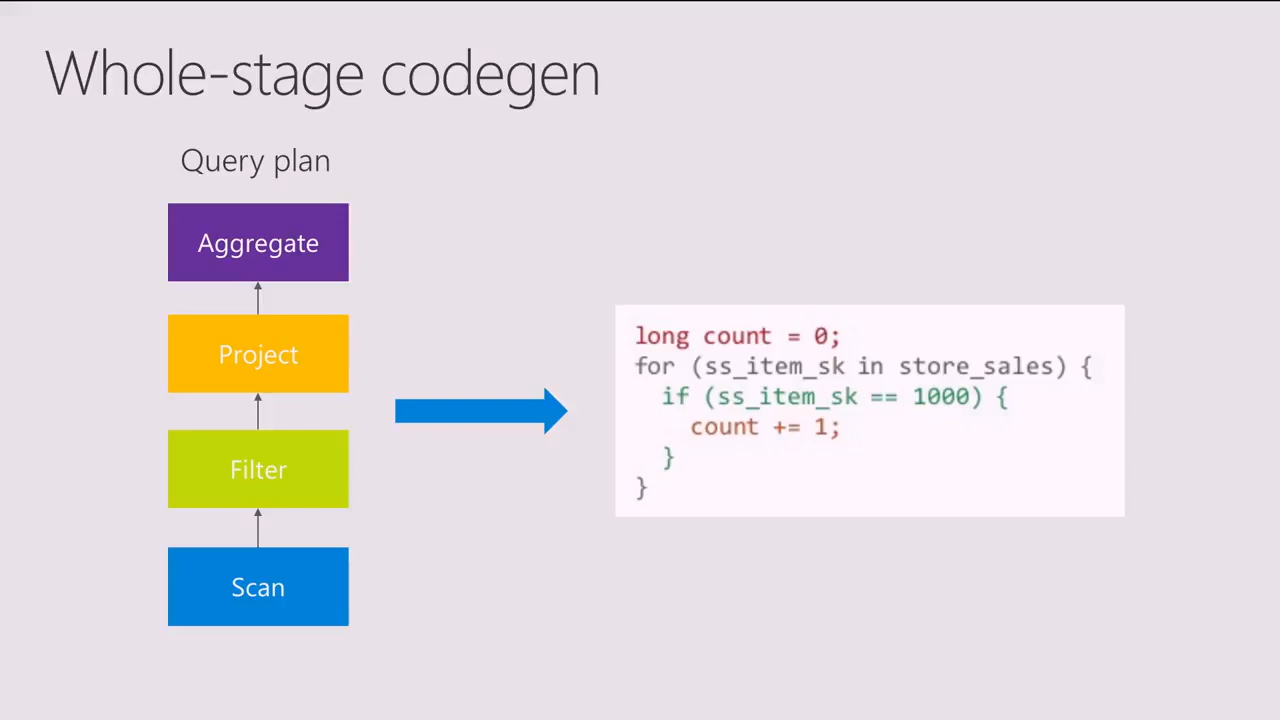 Whole-stage codegen
Query plan
Aggregate
Project
Filter
Scan
long count = 0;
for (ss_item_sk in store_sales) {
  if (ss_item_sk == 1000) {
    count += 1;
  }
}